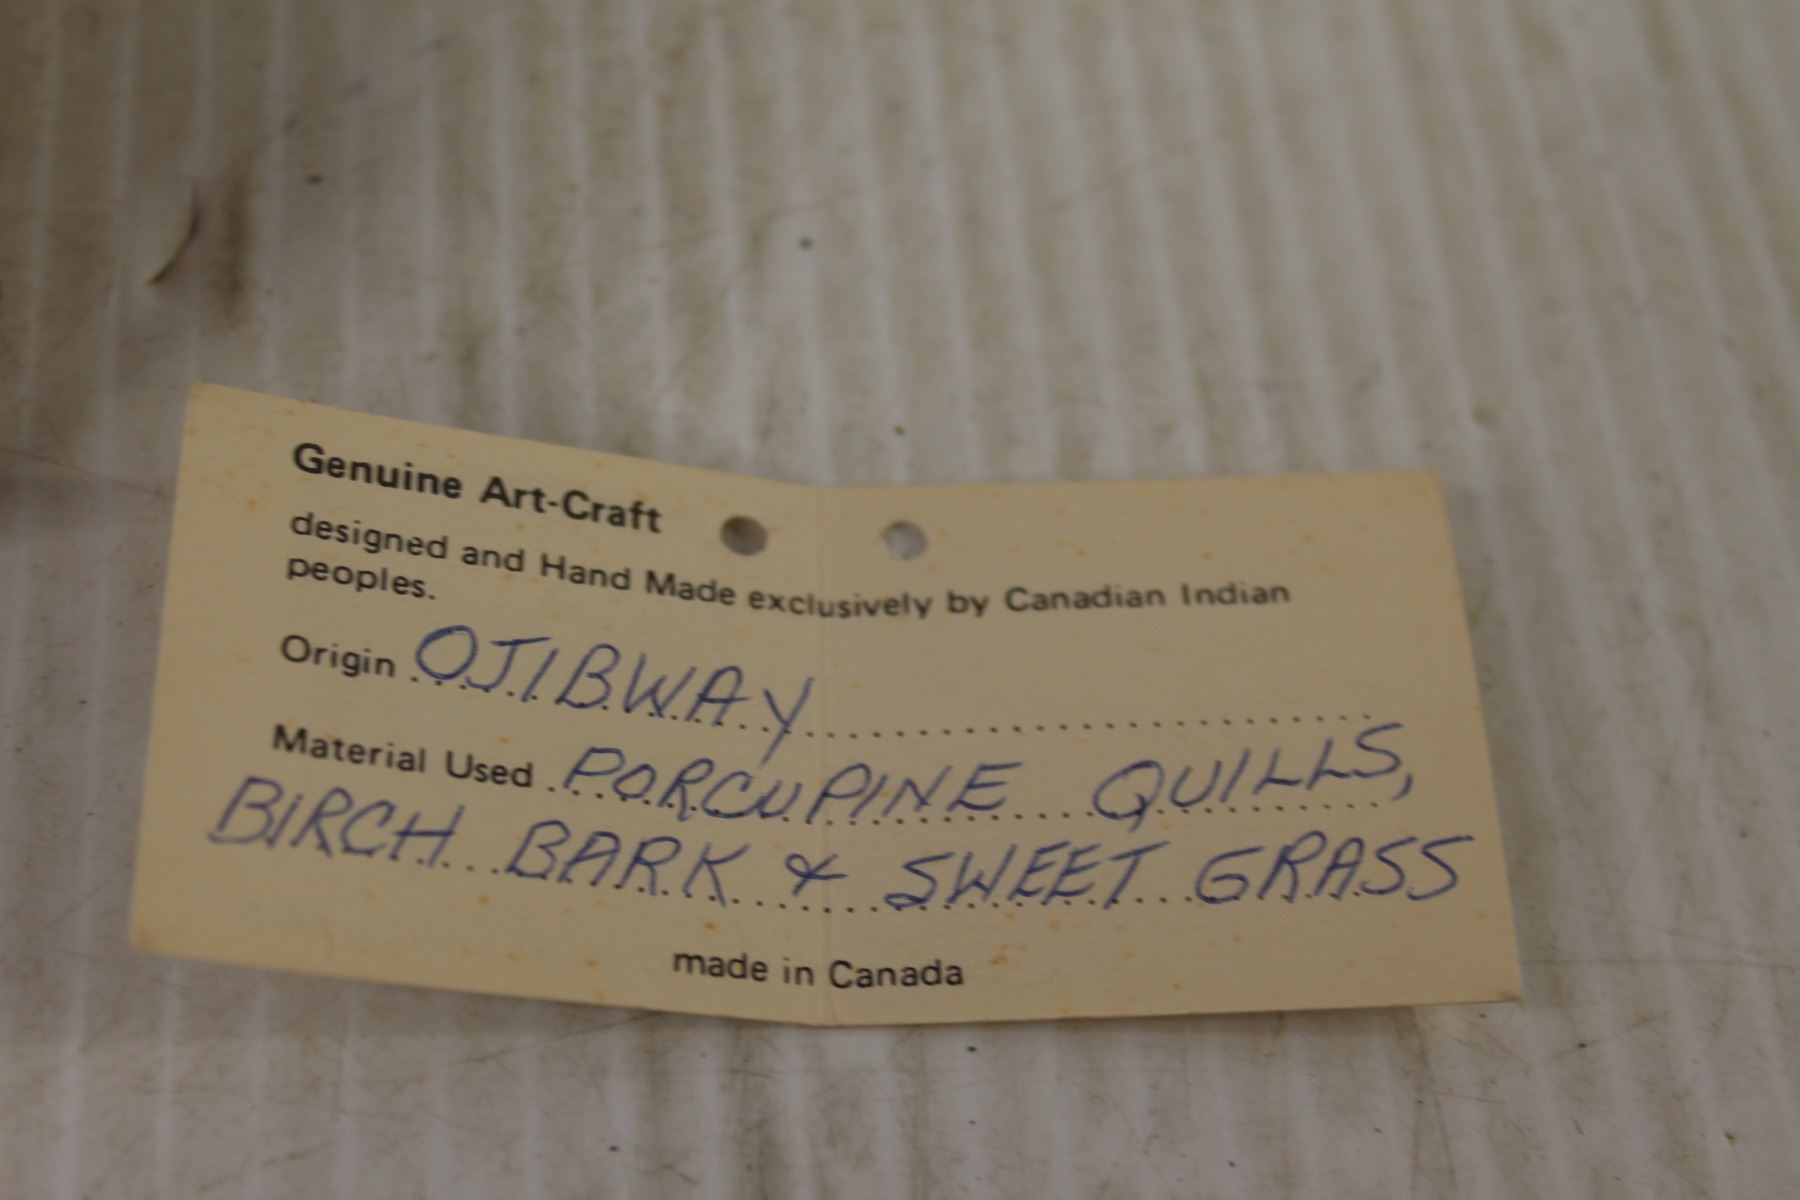 Genuine Art-Craft
designed and Hand Made exclusively by Canadian Indian
peoples.
Origin OJIBWAY
Material Used PORCUPINE QUILLS,
BIRCH BARK & SWEET GRASS
made in Canada